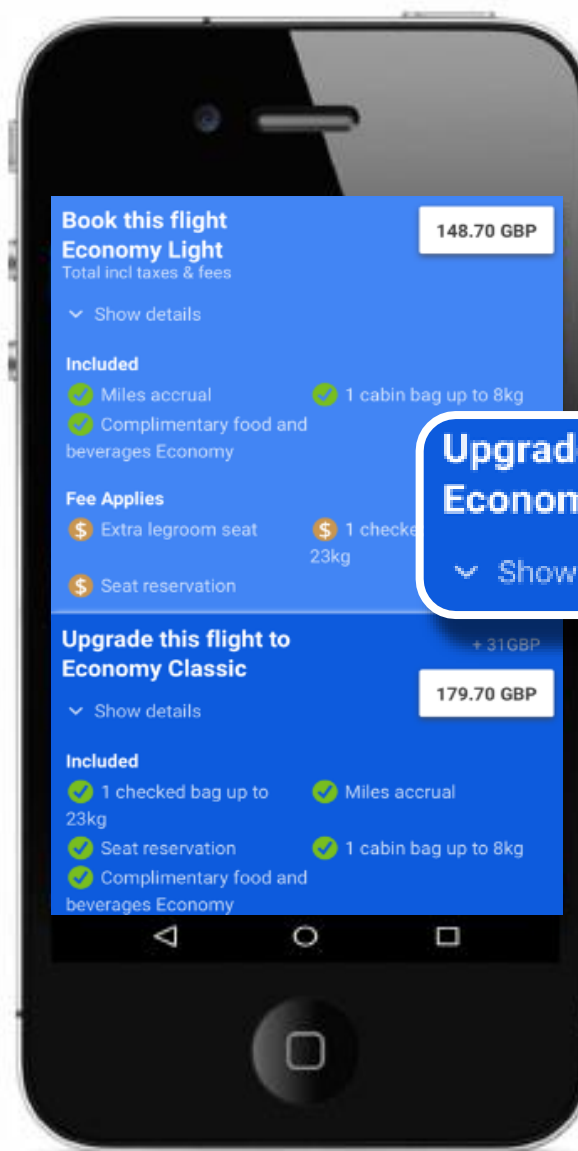 Book this flight
Economy Light
148.70 GBP
Total incl taxes & fees
Show details
Included
Miles accrual
1 cabin bag up to 8kg
Complimentary food and
beverages Economy
Fee Applies
Extra legroom seat
1 checke
23kg
Seat reservation
Upgrad
Econom
Show
Upgrade this flight to
Economy Classic
+ 31GBP
179.70 GBP
Show details
Included
1 checked bag up to
23kg
Miles accrual
Seat reservation
1 cabin bag up to 8kg
Complimentary food and
beverages Economy